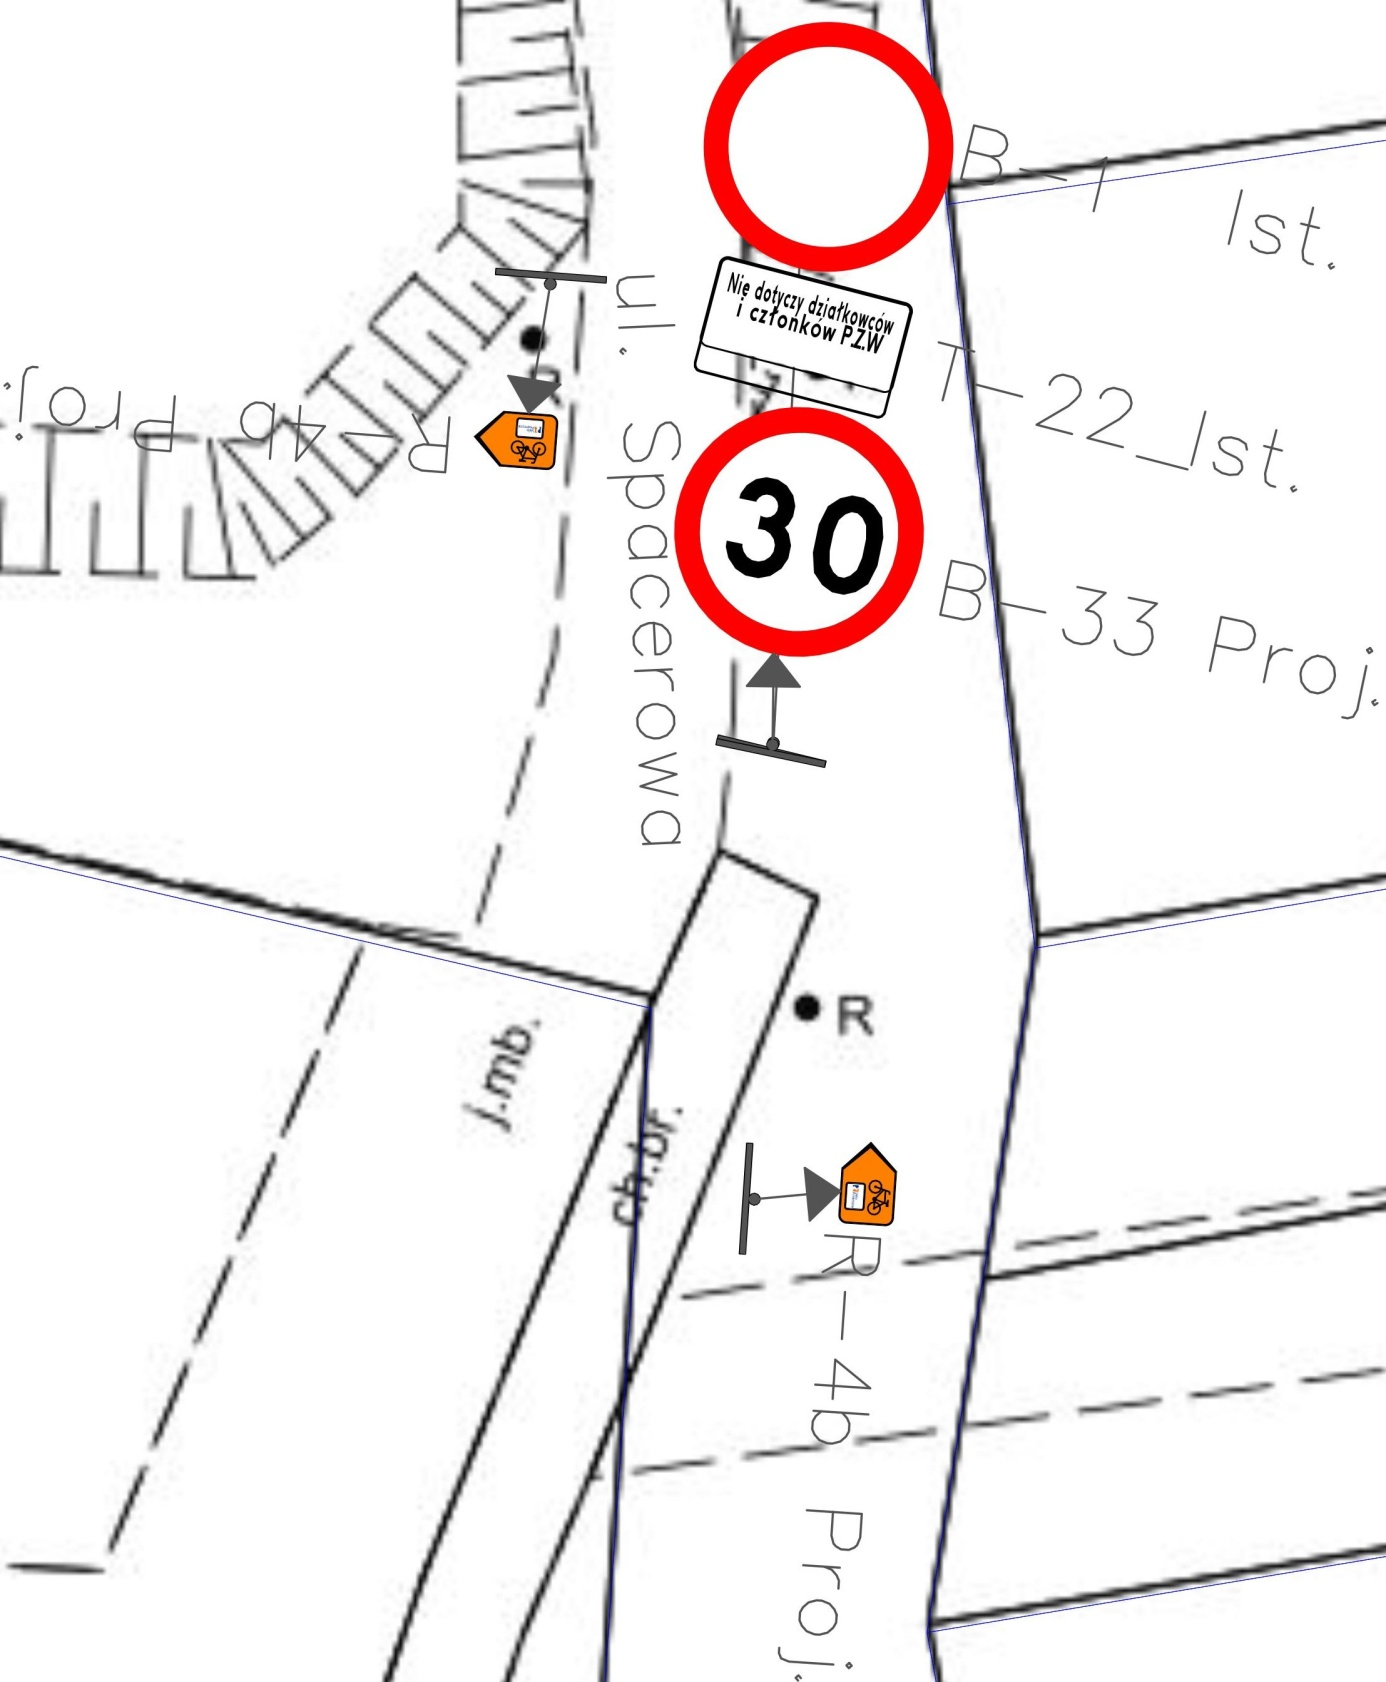 B-1 Ist.
Nie dotyczy działkowców
i członków P.Z.W
T-22_Ist.
30
B-33 Proj.
ul. Spacerowa
R-4b Proj.
R
j.mb.
ch.br.
R-4b Proj.